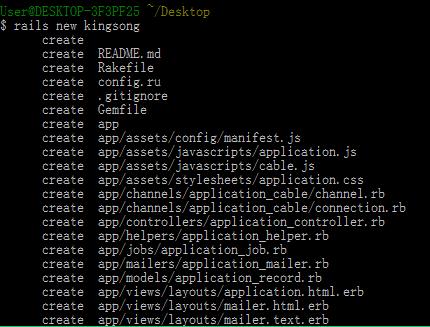 User@DESKTOP-3F3PF25 ~/Desktop
$ rails new kingsong
create
create README.md
create Rakefile
create config.ru
create .gitignore
create Gemfile
create app
create app/assets/config/manifest.js
create app/assets/javascripts/application.js
create app/assets/javascripts/cable.js
create app/assets/stylesheets/application.css
create app/channels/application_cable/channel.rb
create app/channels/application_cable/connection.rb
create app/controllers/application_controller.rb
create app/helpers/application_helper.rb
create app/jobs/application_job.rb
create app/mailers/application_mailer.rb
create app/models/application_record.rb
create app/views/layouts/application.html.erb
create app/views/layouts/mailer.html.erb
create app/views/layouts/mailer.text.erb